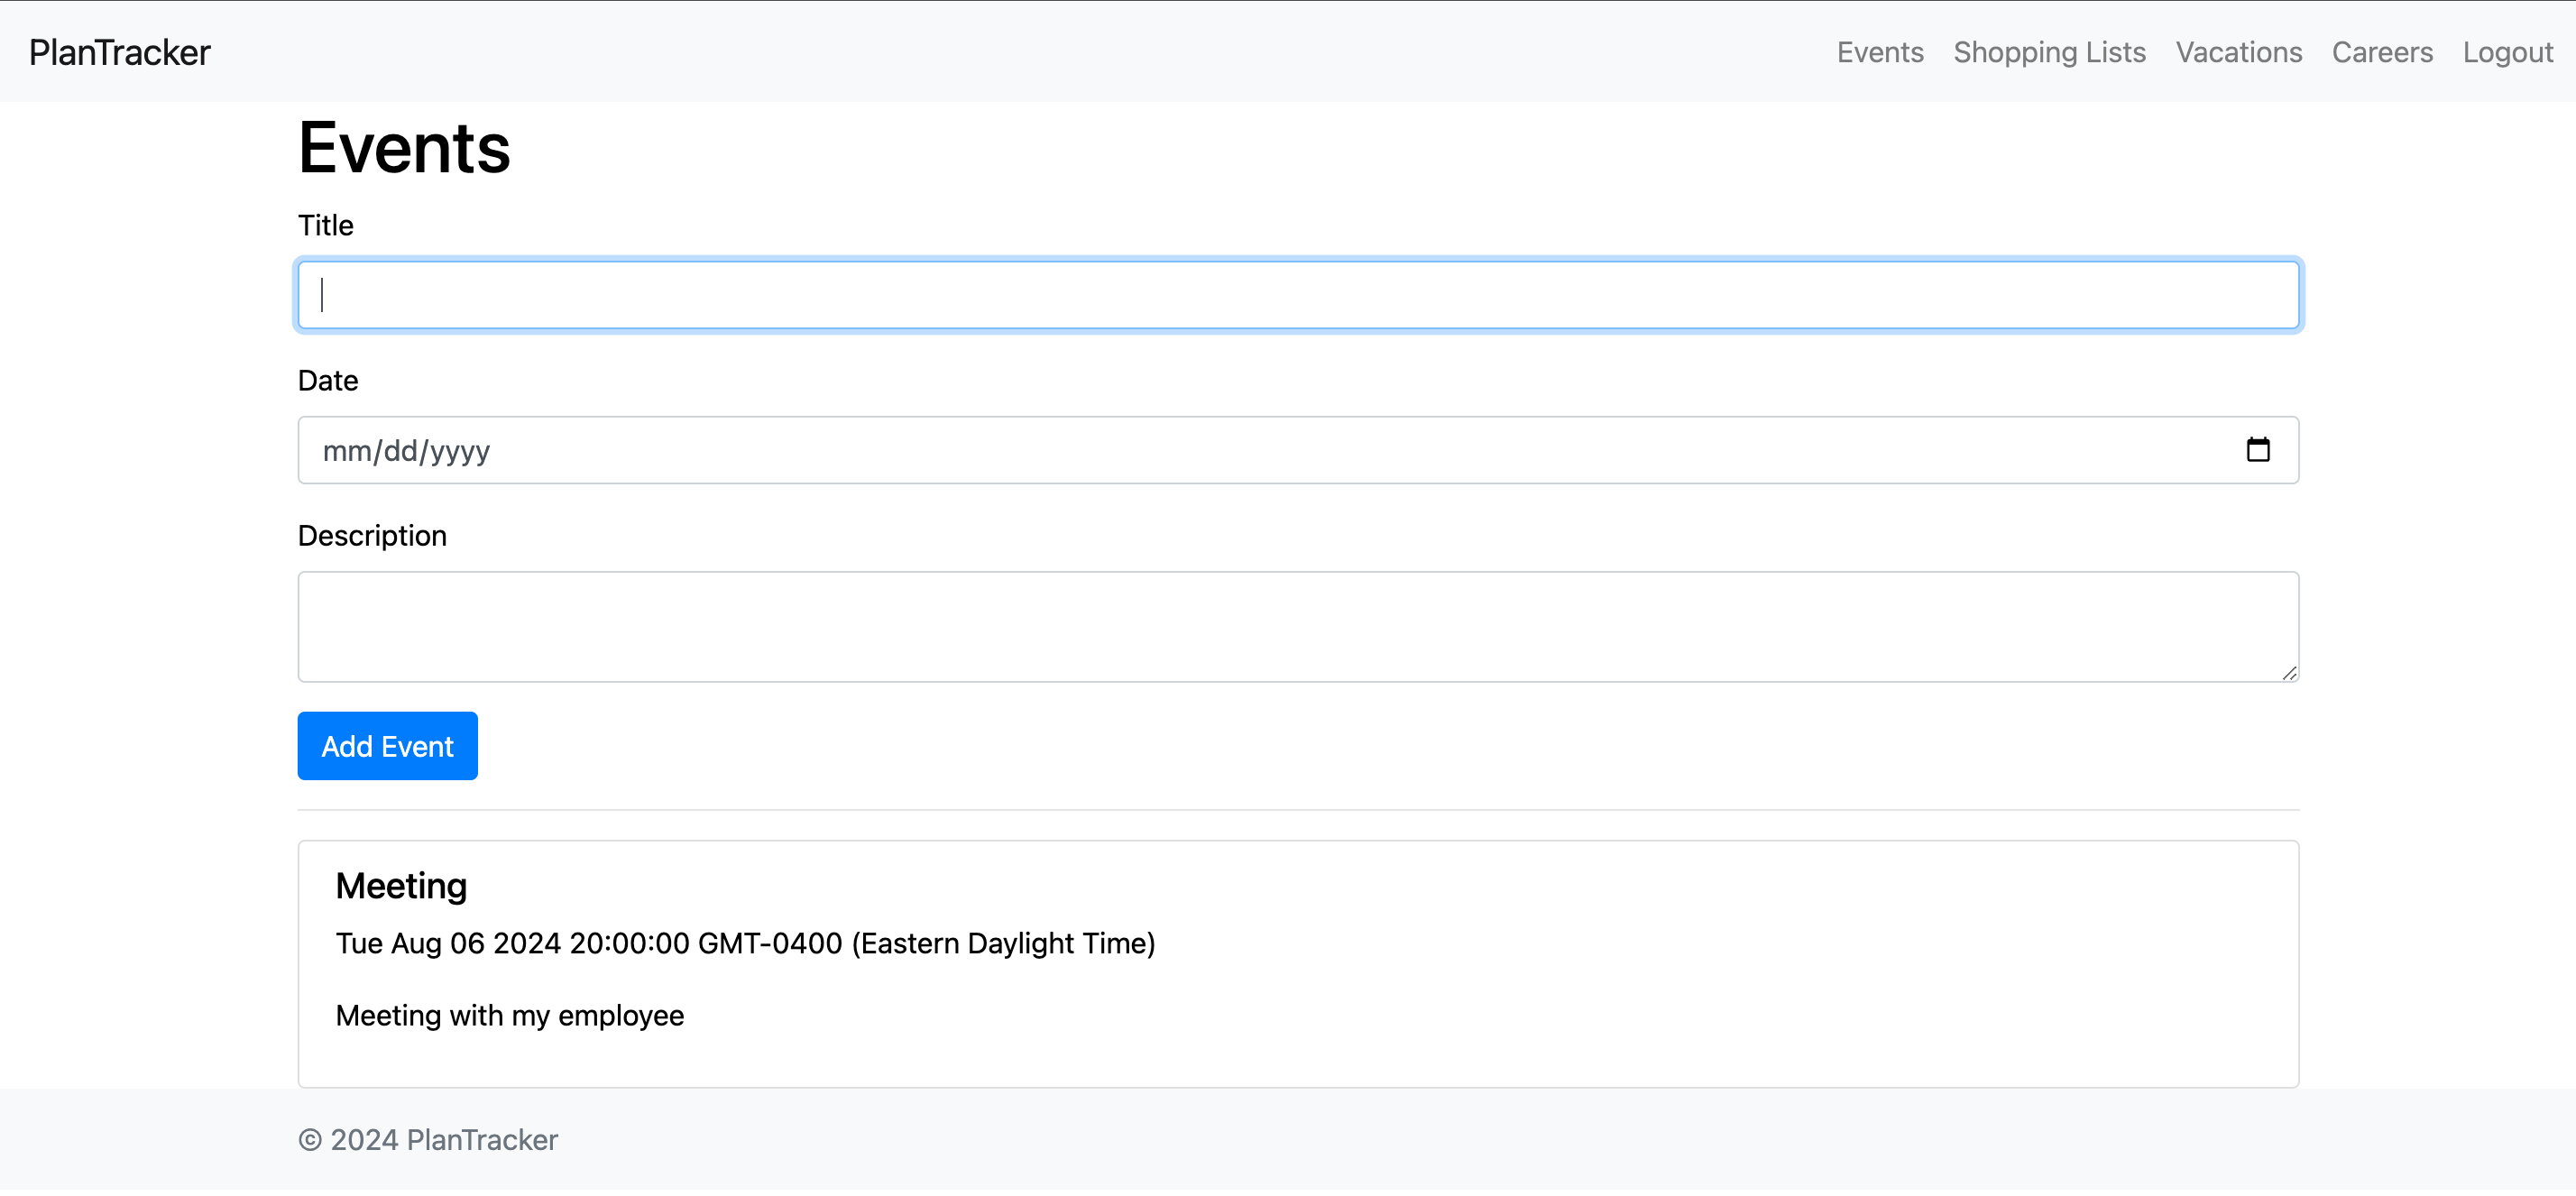 PlanTracker
Events Shopping Lists Vacations Careers Logout
Events
Title
Date
mm/dd/yyyy
Description
Add Event
Meeting
Tue Aug 06 2024 20:00:00 GMT-0400 (Eastern Daylight Time)
Meeting with my employee
© 2024 PlanTracker